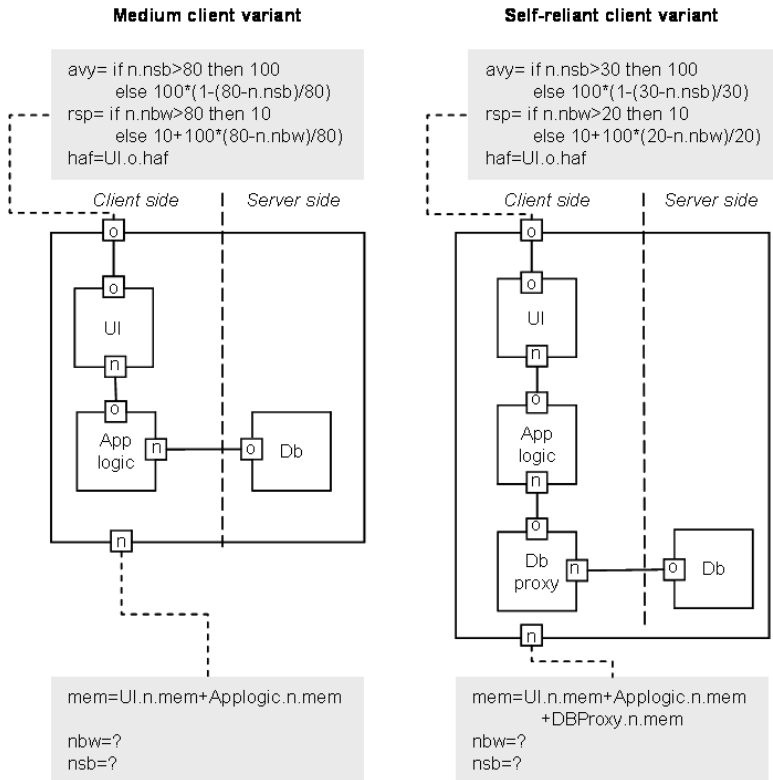 Medium client variant
avy= if n.nsb>80 then 100
else 100*(1-(80-n.nsb)/80)
rsp= if n.nbw>80 then 10
else 10+100*(80-n.nbw)/80)
haf=UI.o.haf
Client side
Server side
o
o
UI
n
o
App
logic
n
o
Db
n
mem=UI.n.mem+Applogic.n.mem
nbw=?
nsb=?
Self-reliant client variant
avy= if n.nsb>30 then 100
else 100*(1-(30-n.nsb)/30)
rsp= if n.nbw>20 then 10
else 10+100*(20-n.nbw)/20)
haf=UI.o.haf
Client side
Server side
o
o
UI
n
o
App
logic
n
o
Db
proxy
n
o
Db
n
mem=UI.n.mem+Applogic.n.mem
+DBProxy.n.mem
nbw=?
nsb=?